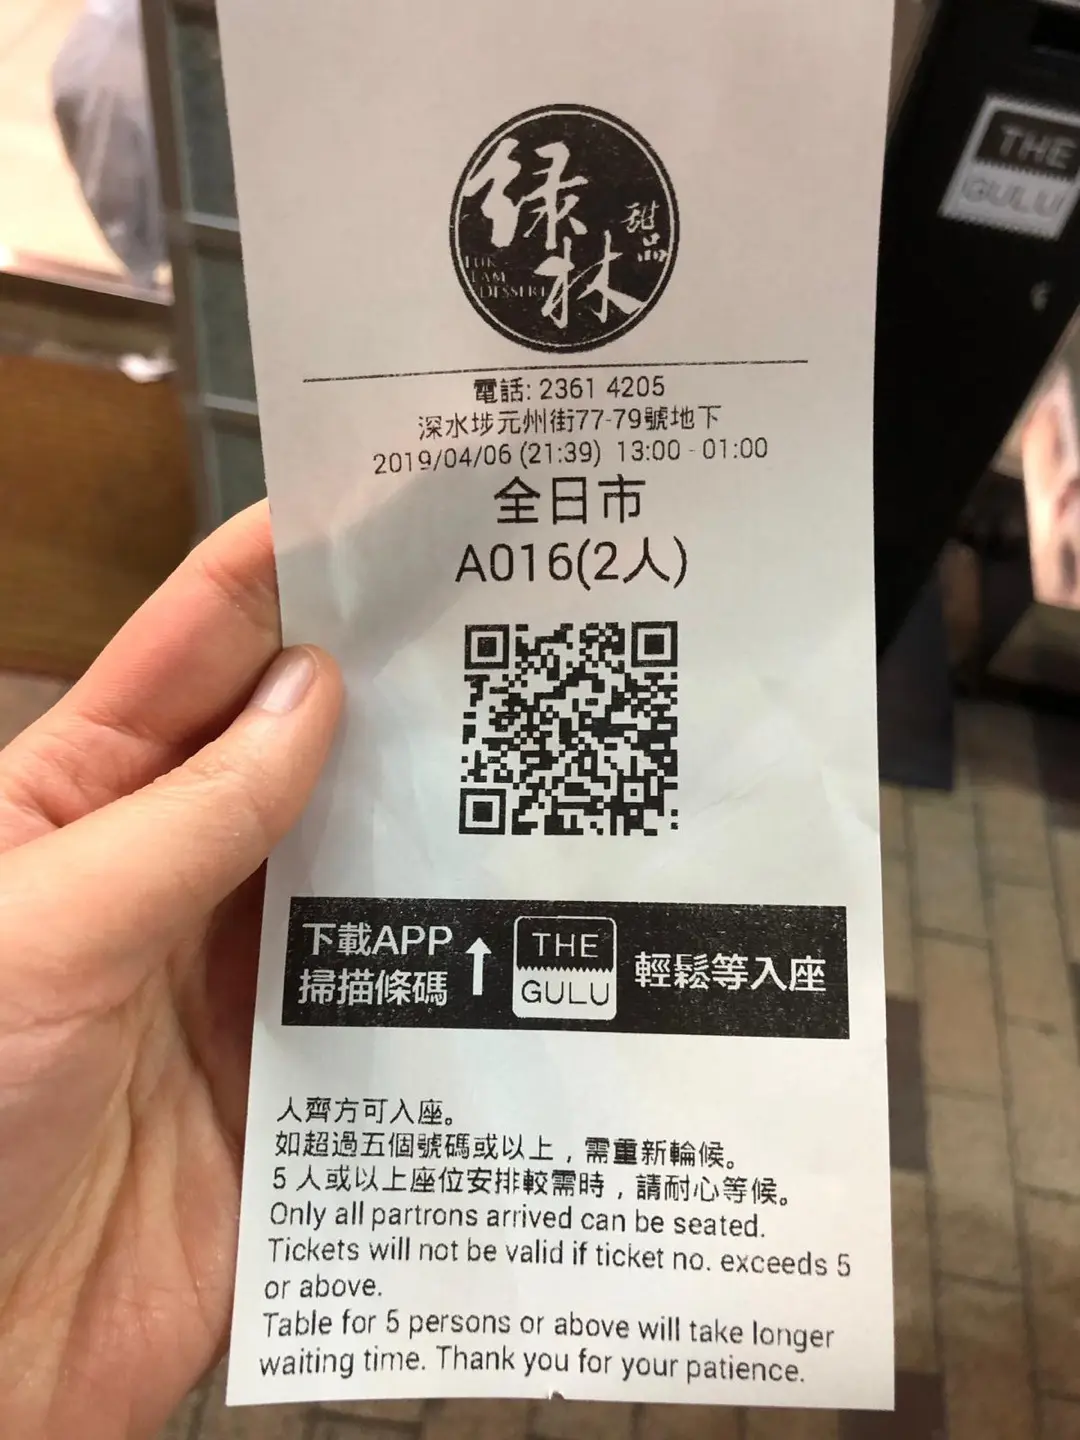 綠林
甜品
LUK
LAM
DESSERT
電話: 2361 4205
深水埗元州街77-79號地下
2019/04/06 (21:39) 13:00 - 01:00
全日市
A016(2人)
下載APP
掃描條碼
THE
GULU
輕鬆等入座
人齊方可入座。
如超過五個號碼或以上，需重新輪候。
5 人或以上座位安排較需時，請耐心等候。
Only all partrons arrived can be seated.
Tickets will not be valid if ticket no. exceeds 5
or above.
Table for 5 persons or above will take longer
waiting time. Thank you for your patience.
THE
GULU